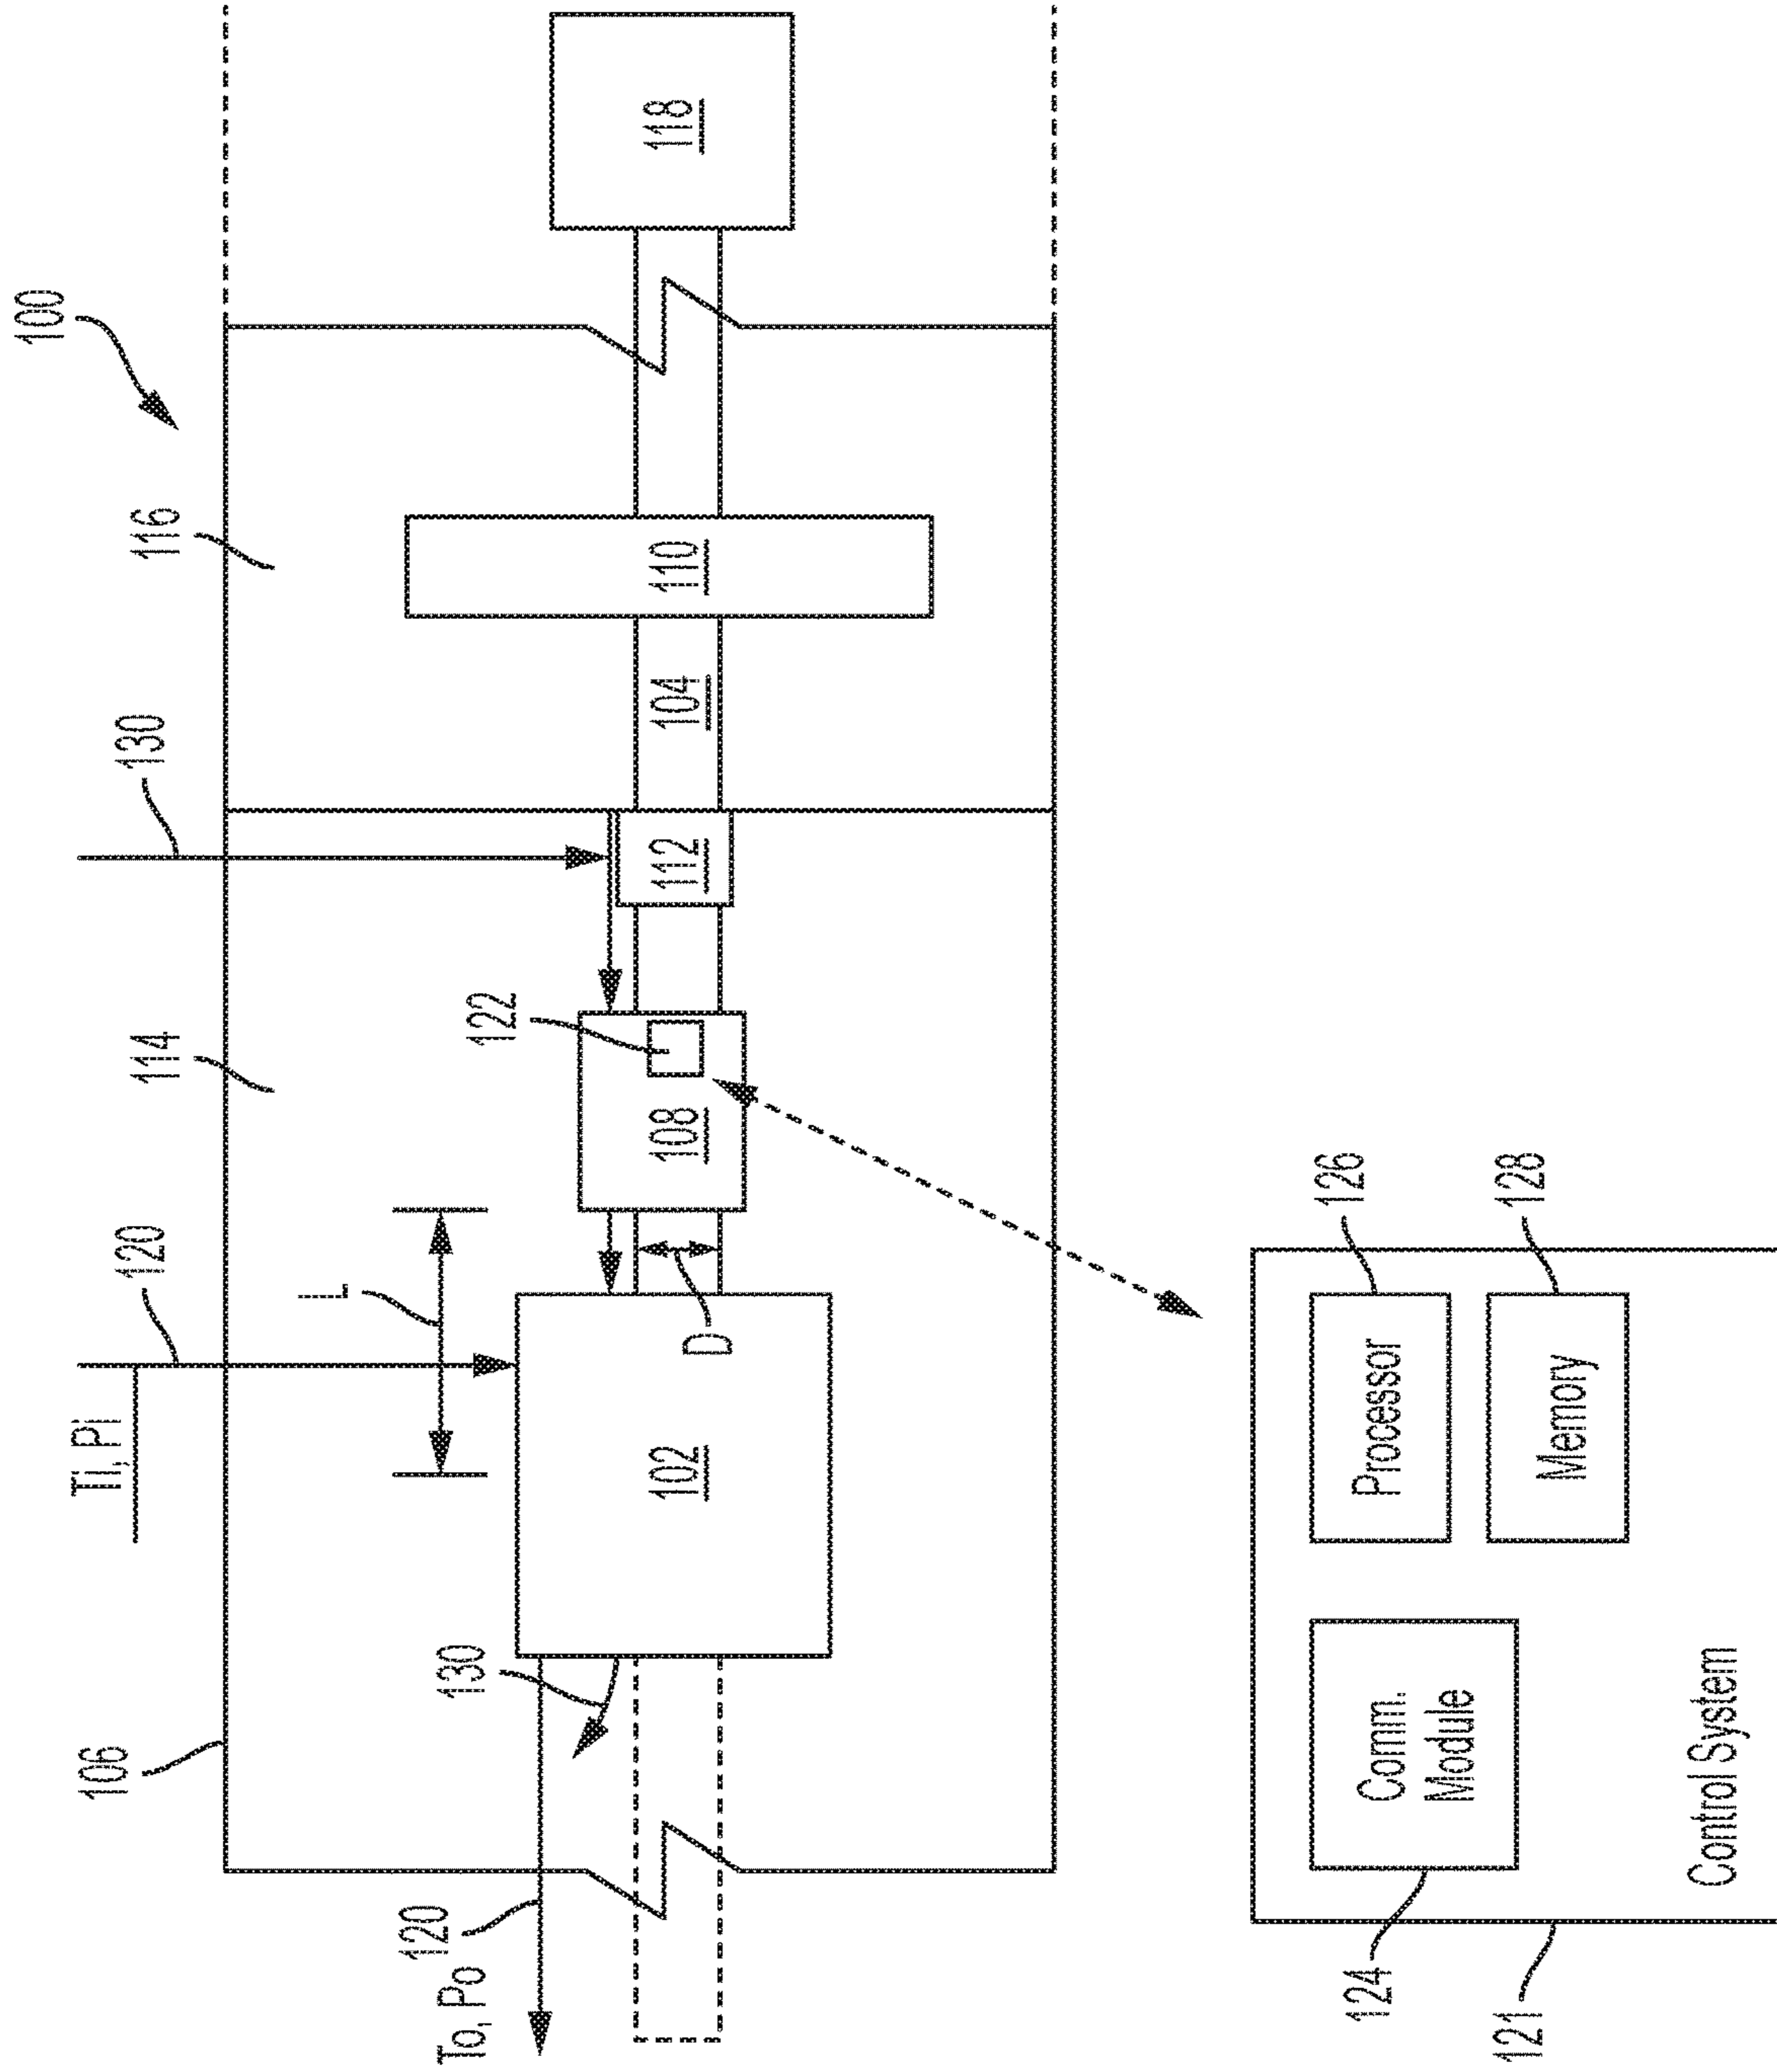 100
106
Ti, Pi
120
114
130
116
L
To, Po
120
130
122
102
108
112
104
110
118
D
124
Comm.
Module
Processor
126
121
Memory
128
Control System